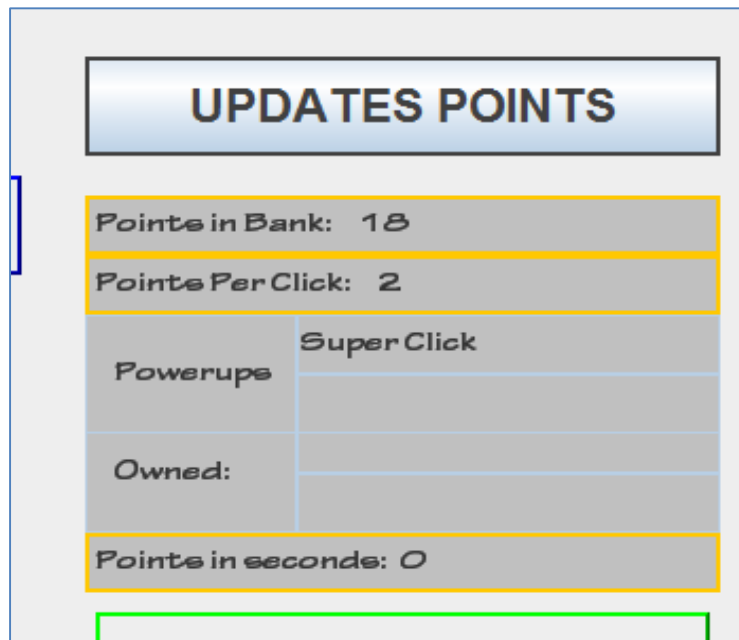 UPDATES POINTS
Points in Bank: 18
Points Per Click: 2
Super Click
Powerups
Owned:
Points in seconds: 0